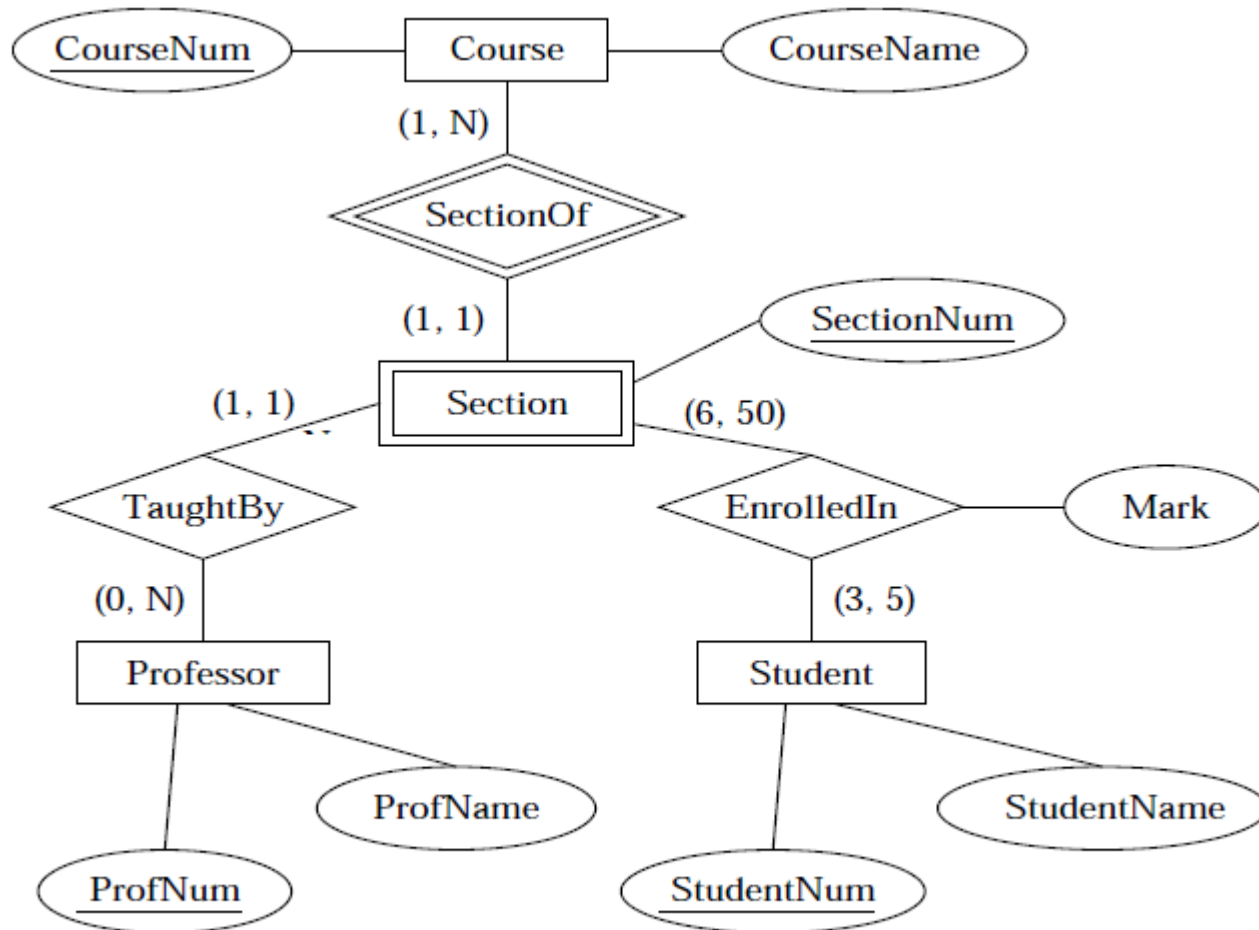 CourseNum
Course
CourseName
(1, N)
SectionOf
(1, 1)
SectionNum
Section
(1, 1)
(6, 50)
TaughtBy
EnrolledIn
Mark
(0, N)
(3, 5)
Professor
Student
ProfName
StudentName
ProfNum
StudentNum